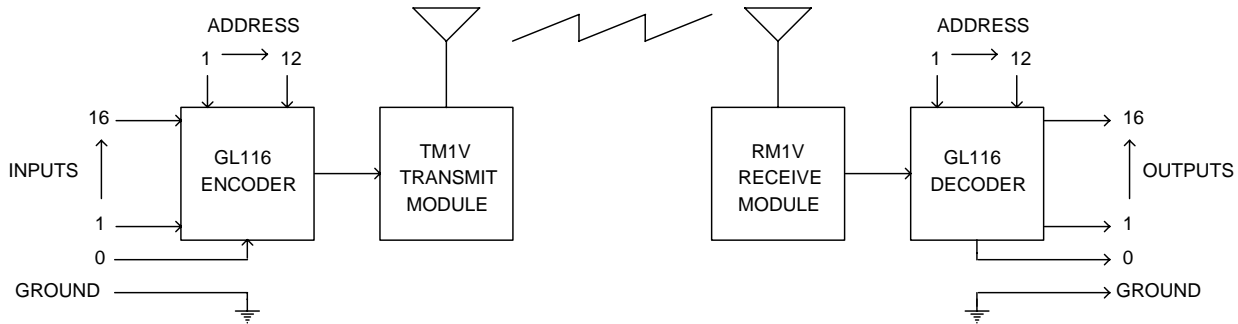 ADDRESS
1 12
16
INPUTS
1
0
GROUND
GL116
ENCODER
TM1V
TRANSMIT
MODULE
RM1V
RECEIVE
MODULE
ADDRESS
1 12
GL116
DECODER
16
OUTPUTS
1
0
GROUND